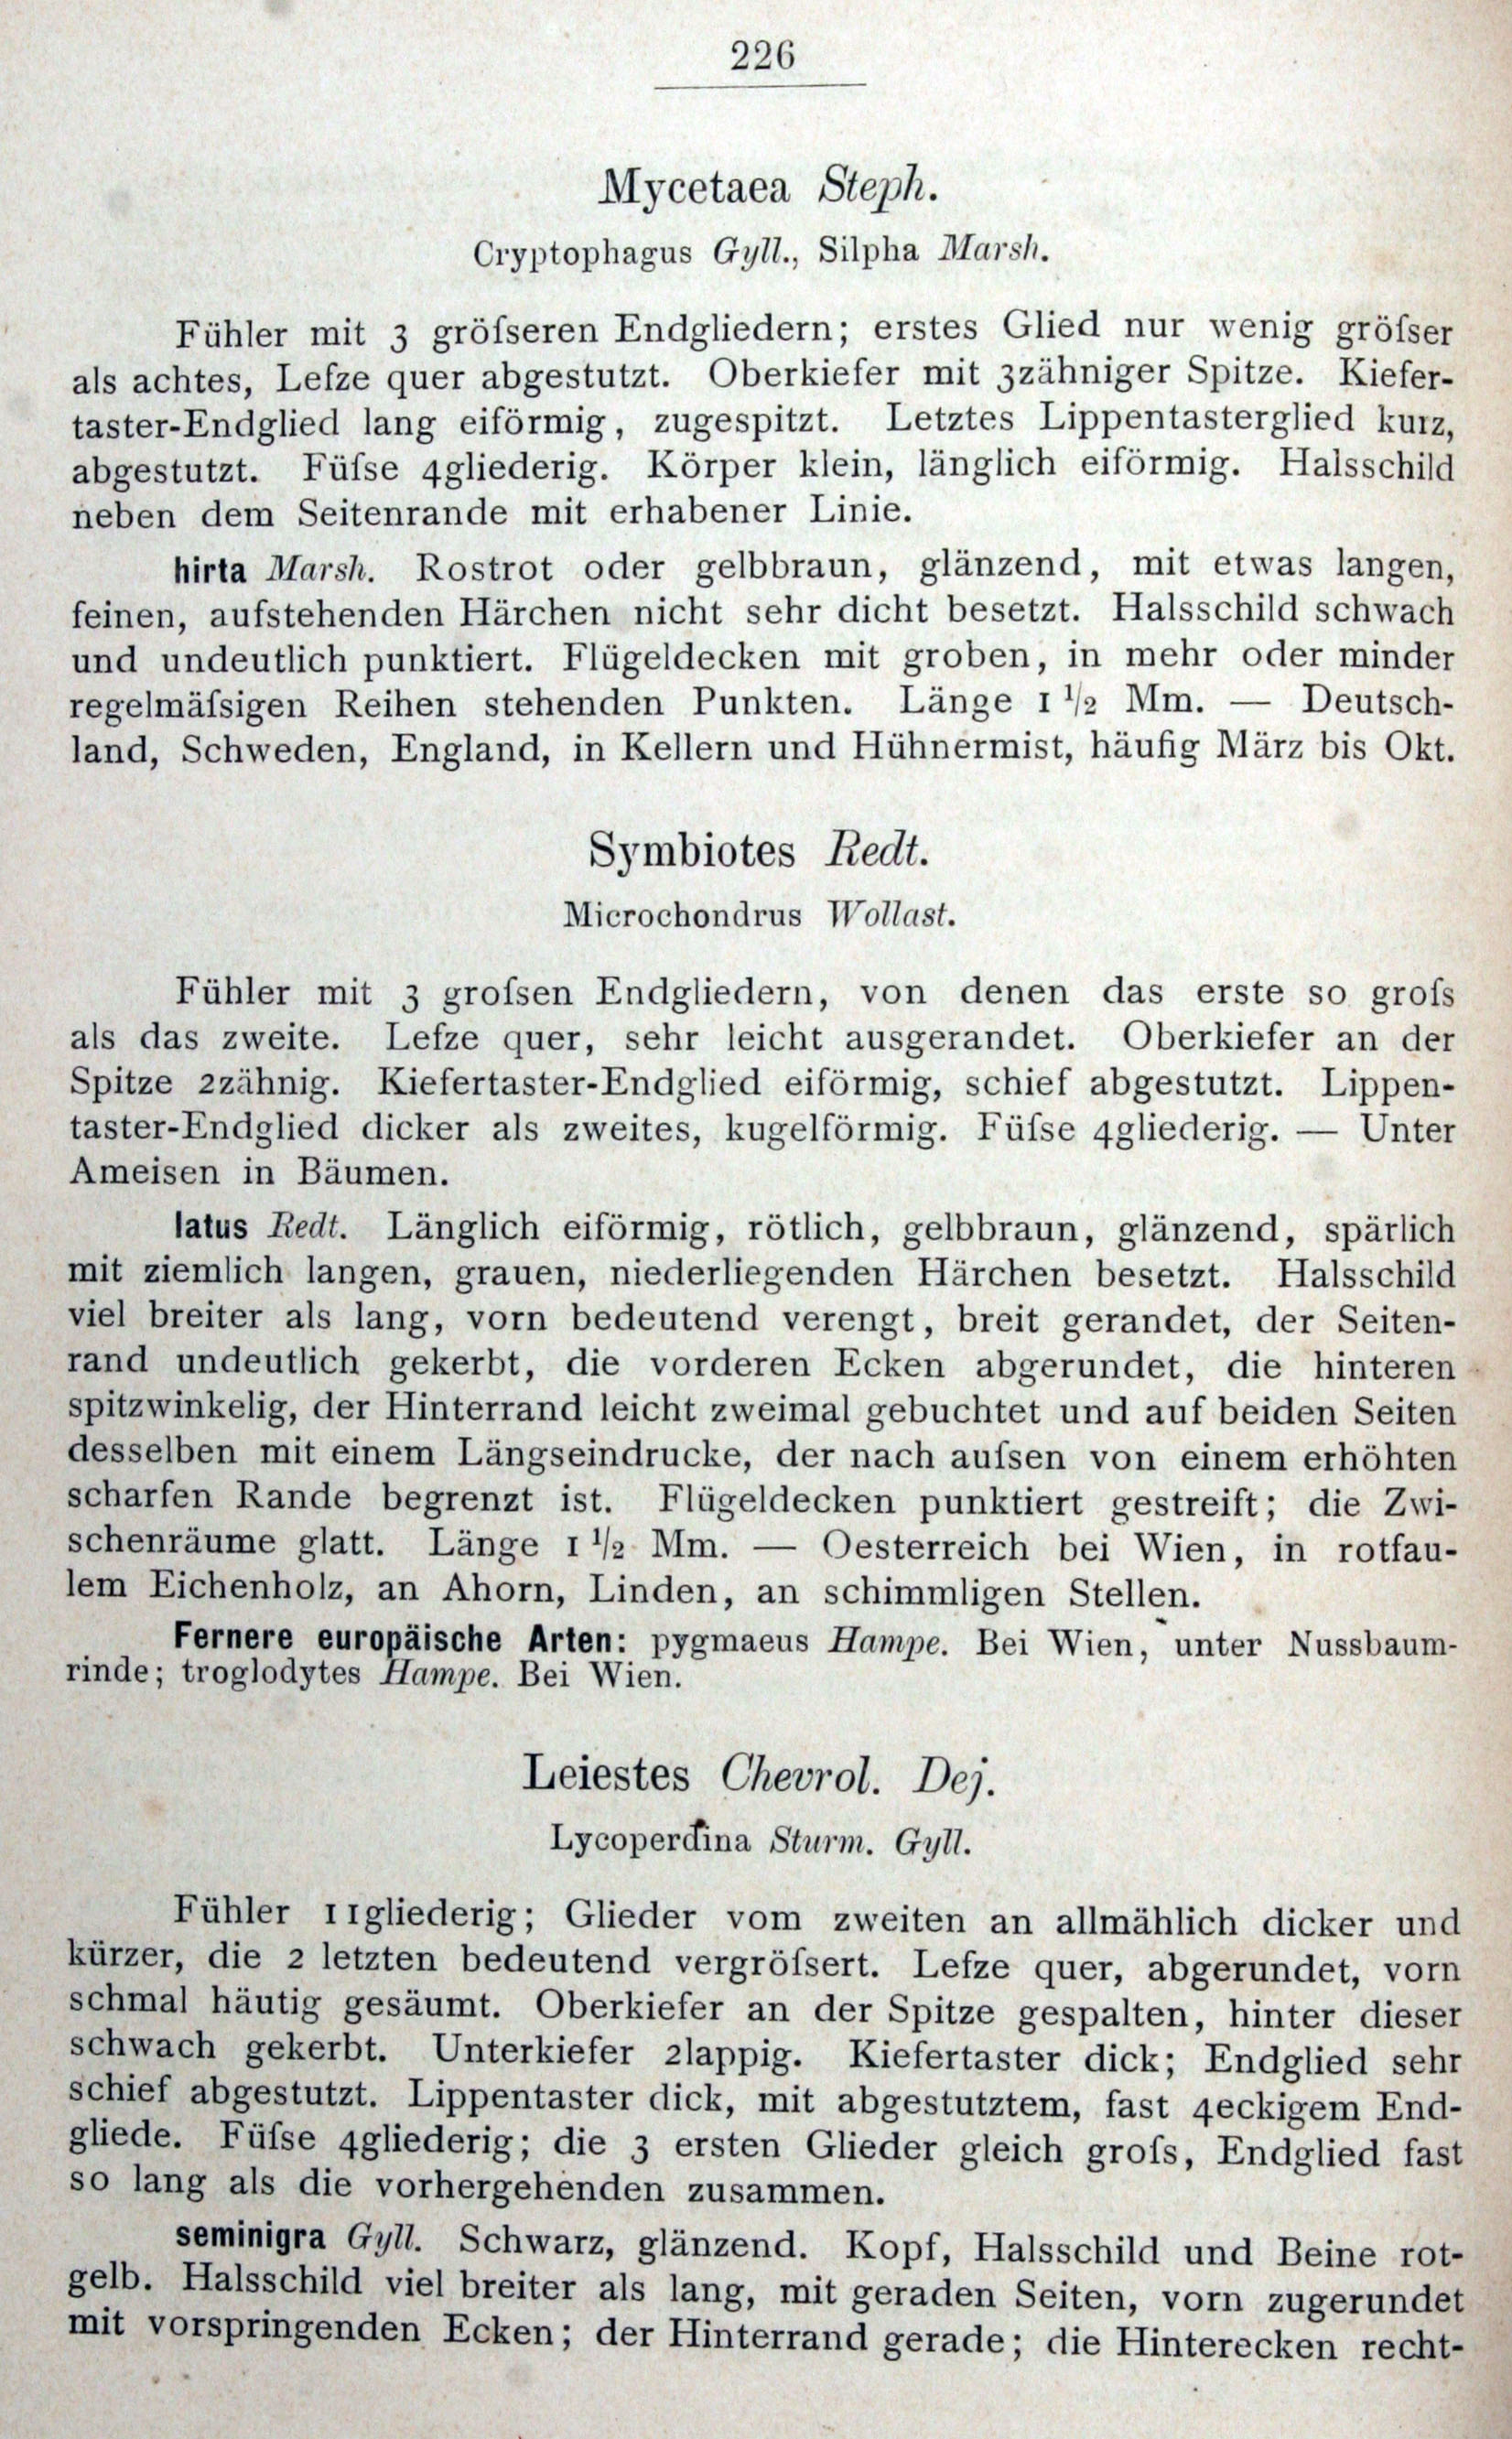 226
Mycetaea Steph.
Cryptophagus Gyll., Silpha Marsh.
Fühler mit 3 gröſseren Endgliedern; erstes Glied nur wenig gröſser
als achtes, Lefze quer abgestutzt. Oberkiefer mit 3zähniger Spitze. Kiefer-
taster-Endglied lang eiförmig, zugespitzt. Letztes Lippentasterglied kurz,
abgestutzt. Füſse 4gliederig. Körper klein, länglich eiförmig. Halsschild
neben dem Seitenrande mit erhabener Linie.
hirta Marsh. Rostrot oder gelbbraun, glänzend, mit etwas langen,
feinen, aufstehenden Härchen nicht sehr dicht besetzt. Halsschild schwach
und undeutlich punktiert. Flügeldecken mit groben, in mehr oder minder
regelmäſsigen Reihen stehenden Punkten. Länge 1 1/2 Mm. — Deutsch-
land, Schweden, England, in Kellern und Hühnermist, häufig März bis Okt.
Symbiotes Redt.
Microchondrus Wollast.
Fühler mit 3 groſsen Endgliedern, von denen das erste so groſs
als das zweite. Lefze quer, sehr leicht ausgerandet. Oberkiefer an der
Spitze 2zähnig. Kiefertaster-Endglied eiförmig, schief abgestutzt. Lippen-
taster-Endglied dicker als zweites, kugelförmig. Füſse 4gliederig. — Unter
Ameisen in Bäumen.
latus Redt. Länglich eiförmig, rötlich, gelbbraun, glänzend, spärlich
mit ziemlich langen, grauen, niederliegenden Härchen besetzt. Halsschild
viel breiter als lang, vorn bedeutend verengt, breit gerandet, der Seiten-
rand undeutlich gekerbt, die vorderen Ecken abgerundet, die hinteren
spitzwinkelig, der Hinterrand leicht zweimal gebuchtet und auf beiden Seiten
desselben mit einem Längseindrucke, der nach auſsen von einem erhöhten
scharfen Rande begrenzt ist. Flügeldecken punktiert gestreift; die Zwi-
schenräume glatt. Länge 1 1/2 Mm. — Oesterreich bei Wien, in rotfau-
lem Eichenholz, an Ahorn, Linden, an schimmligen Stellen.
Fernere europäische Arten: pygmaeus Hampe. Bei Wien, unter Nussbaum-
rinde; troglodytes Hampe. Bei Wien.
Leiestes Chevrol. Dej.
Lycoperdina Sturm. Gyll.
Fühler 11gliederig; Glieder vom zweiten an allmählich dicker und
kürzer, die 2 letzten bedeutend vergröſsert. Lefze quer, abgerundet, vorn
schmal häutig gesäumt. Oberkiefer an der Spitze gespalten, hinter dieser
schwach gekerbt. Unterkiefer 2lappig. Kiefertaster dick; Endglied sehr
schief abgestutzt. Lippentaster dick, mit abgestutztem, fast 4eckigem End-
gliede. Füſse 4gliederig; die 3 ersten Glieder gleich groſs, Endglied fast
so lang als die vorhergehenden zusammen.
seminigra Gyll. Schwarz, glänzend. Kopf, Halsschild und Beine rot-
gelb. Halsschild viel breiter als lang, mit geraden Seiten, vorn zugerundet
mit vorspringenden Ecken; der Hinterrand gerade; die Hinterecken recht-